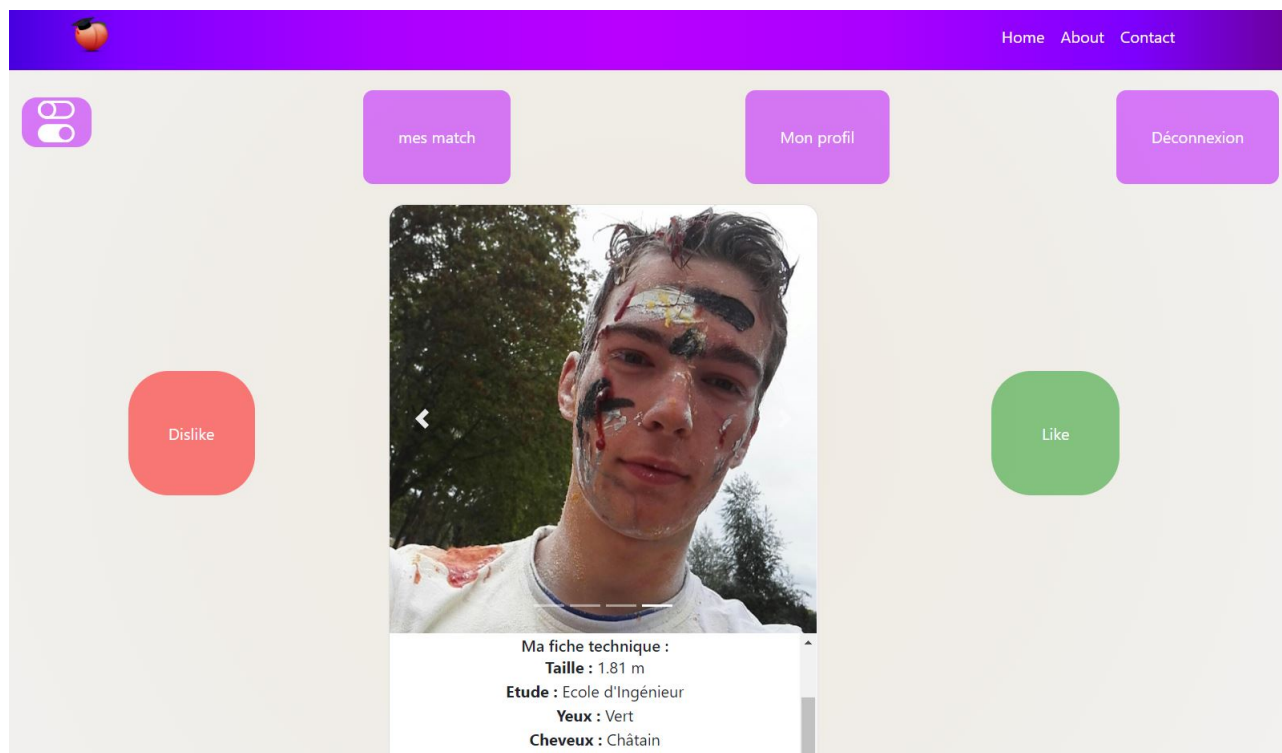 Home About Contact
mes match
Mon profil
Déconnexion
Dislike
Like
Ma fiche technique :
Taille : 1.81 m
Etude : Ecole d'Ingénieur
Yeux : Vert
Cheveux : Châtain